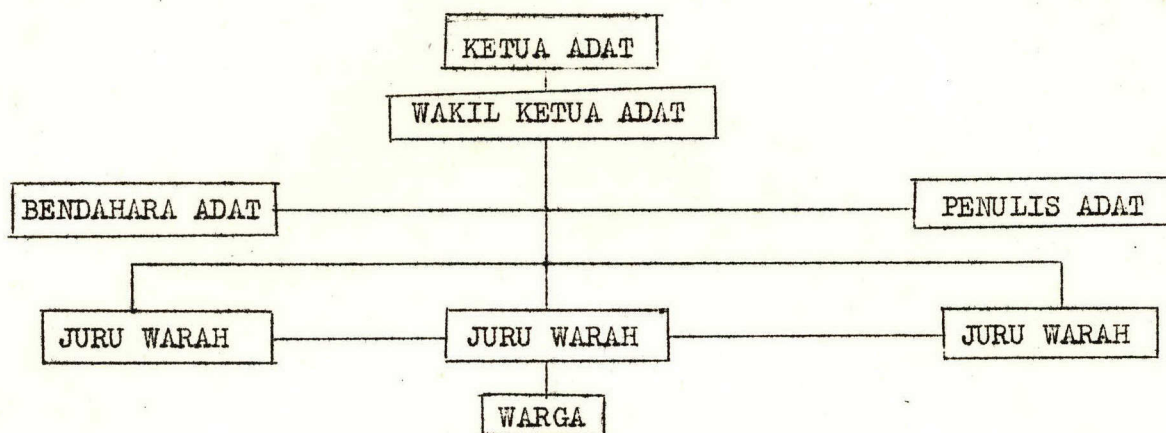 KETUA ADAT
WAKIL KETUA ADAT
BENDAHARA ADAT
PENULIS ADAT
JURU WARAH
JURU WARAH
JURU WARAH
WARGA